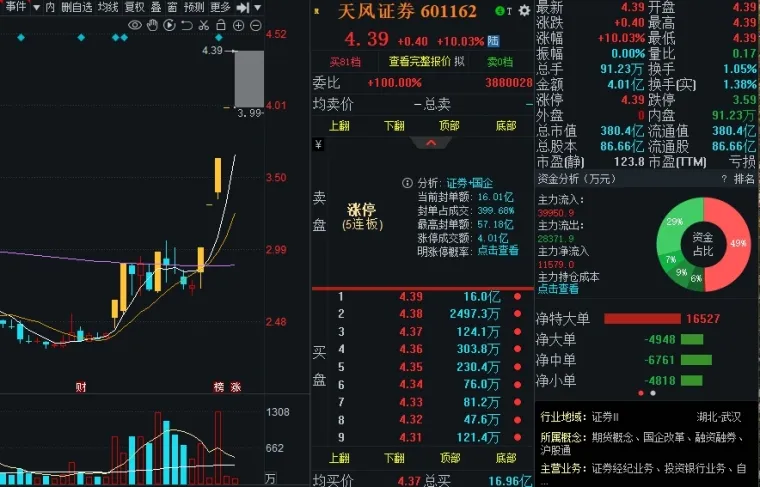 事件 ▼ 内 删自选 均线 复权 叠 窗 预测 更多
天风证券 601162
T
4.39 +0.40 +10.03% 陆
买81档 查看完整报价 拟 卖0档
委比 +100.00% 3880028
均卖价 — 总卖 —
上翻 下翻 顶部 底部
¥
卖盘
涨停
(5连板)
分析: 证券+国企
当前封单额: 16.01亿
封单占成交: 399.68%
最高封单额: 57.18亿
涨停成交额: 4.01亿
明涨停概率: 点击查看
买盘
1 4.39 16.0亿
2 4.38 2497.3万
3 4.37 124.1万
4 4.36 303.8万
5 4.35 230.4万
6 4.34 76.0万
7 4.33 81.2万
8 4.32 47.6万
9 4.31 121.4万
上翻 下翻 顶部 底部
均买价 4.37 总买 16.96亿
4.52
4.39
4.01
3.99
3.50
2.99
2.48
财 榜 涨
1308
662
万
最新 4.39 开盘 4.39
涨跌 +0.40 最高 4.39
涨幅 +10.03% 最低 4.39
振幅 0.00% 量比 0.17
总手 91.23万 换手 1.05%
金额 4.01亿 换手(实) 1.38%
涨停 4.39 跌停 3.59
外盘 0 内盘 91.23万
总市值 380.4亿 流通值 380.4亿
总股本 86.66亿 流通股 86.66亿
市盈(静) 123.8 市盈(TTM) 亏损
资金分析(万元) ? 排名
主力流入:
39950.9
主力流出:
28371.9
主力净流入
11579.0
主力持仓成本
点击查看
资金
占比
29%
49%
7%
9%
6%
净特大单 16527
净大单 -4948
净中单 -6761
净小单 -4818
行业地域: 证券II 湖北-武汉
所属概念: 期货概念、国企改革、融资融券、
沪股通
主营业务: 证券经纪业务、投资银行业务、自
...